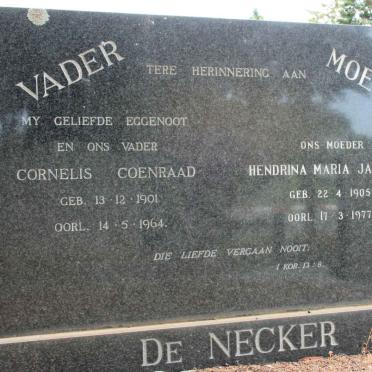 VADER
TERE HERINNERING AAN
MY GELIEFDE EGGENOOT
EN ONS VADER
CORNELIS COENRAAD
GEB. 13-12-1901
OORL. 14-5-1964.
ONS MOEDER
HENDRINA MARIA
GEB. 22-4-1905
OORL. 17-3-1977
DIE LIEFDE VERGAAN NOOIT.
1 KOR. 13:8.
DE NECKER